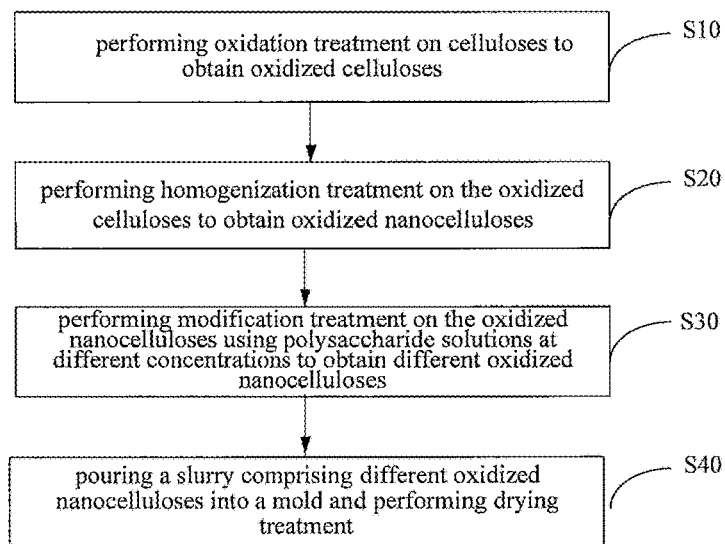 performing oxidation treatment on celluloses to
obtain oxidized celluloses
S10
performing homogenization treatment on the oxidized
celluloses to obtain oxidized nanocelluloses
S20
performing modification treatment on the oxidized
nanocelluloses using polysaccharide solutions at
different concentrations to obtain different oxidized
nanocelluloses
S30
pouring a slurry comprising different oxidized
nanocelluloses into a mold and performing drying
treatment
S40